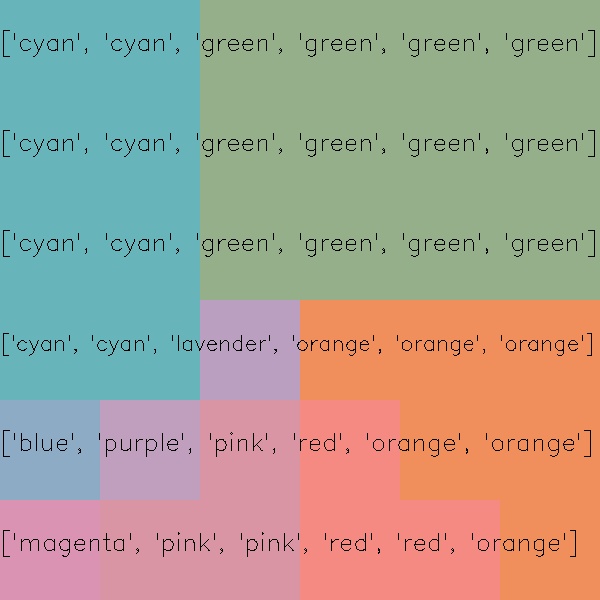 ['cyan', 'cyan', 'green', 'green', 'green', 'green']
['cyan', 'cyan', 'green', 'green', 'green', 'green']
['cyan', 'cyan', 'green', 'green', 'green', 'green']
['cyan', 'cyan', 'lavender', 'orange', 'orange', 'orange']
['blue', 'purple', 'pink', 'red', 'orange', 'orange']
['magenta', 'pink', 'pink', 'red', 'red', 'orange']